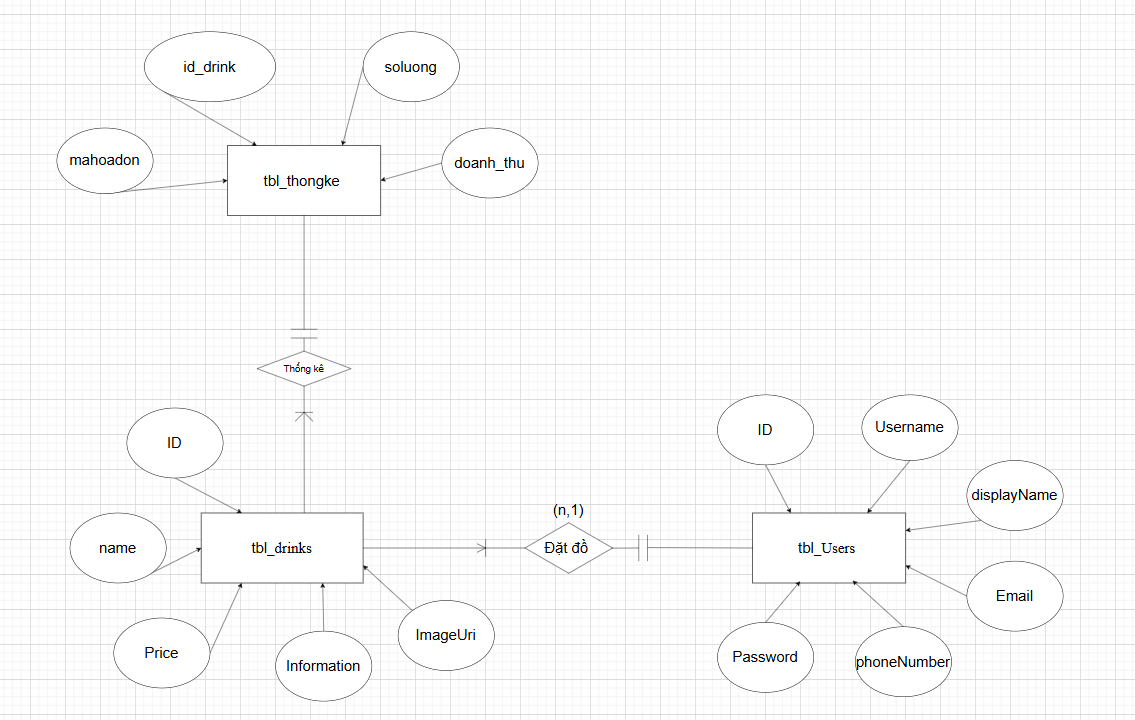 id_drink
soluong
mahoadon
doanh_thu
tbl_thongke
Thống kê
ID
name
tbl_drinks
Price
Information
ImageUri
(n,1)
Đặt đồ
ID
Username
displayName
tbl_Users
Email
Password
phoneNumber